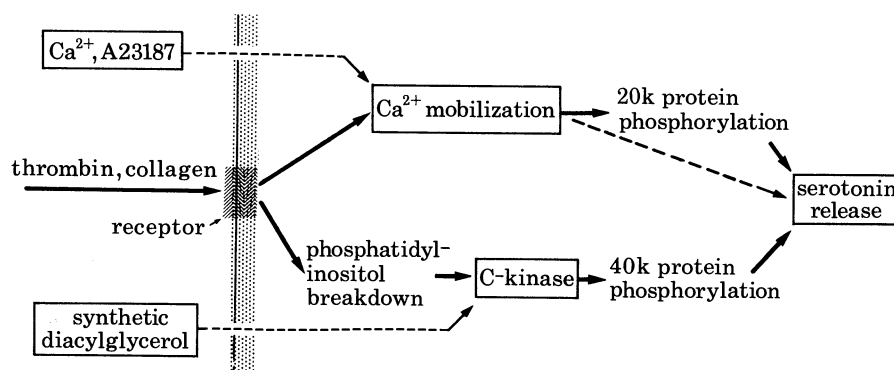 Ca²⁺, A23187
Ca²⁺ mobilization
20k protein
phosphorylation
thrombin, collagen
receptor
serotonin
release
phosphatidyl-
inositol
breakdown
C-kinase
40k protein
phosphorylation
synthetic
diacylglycerol